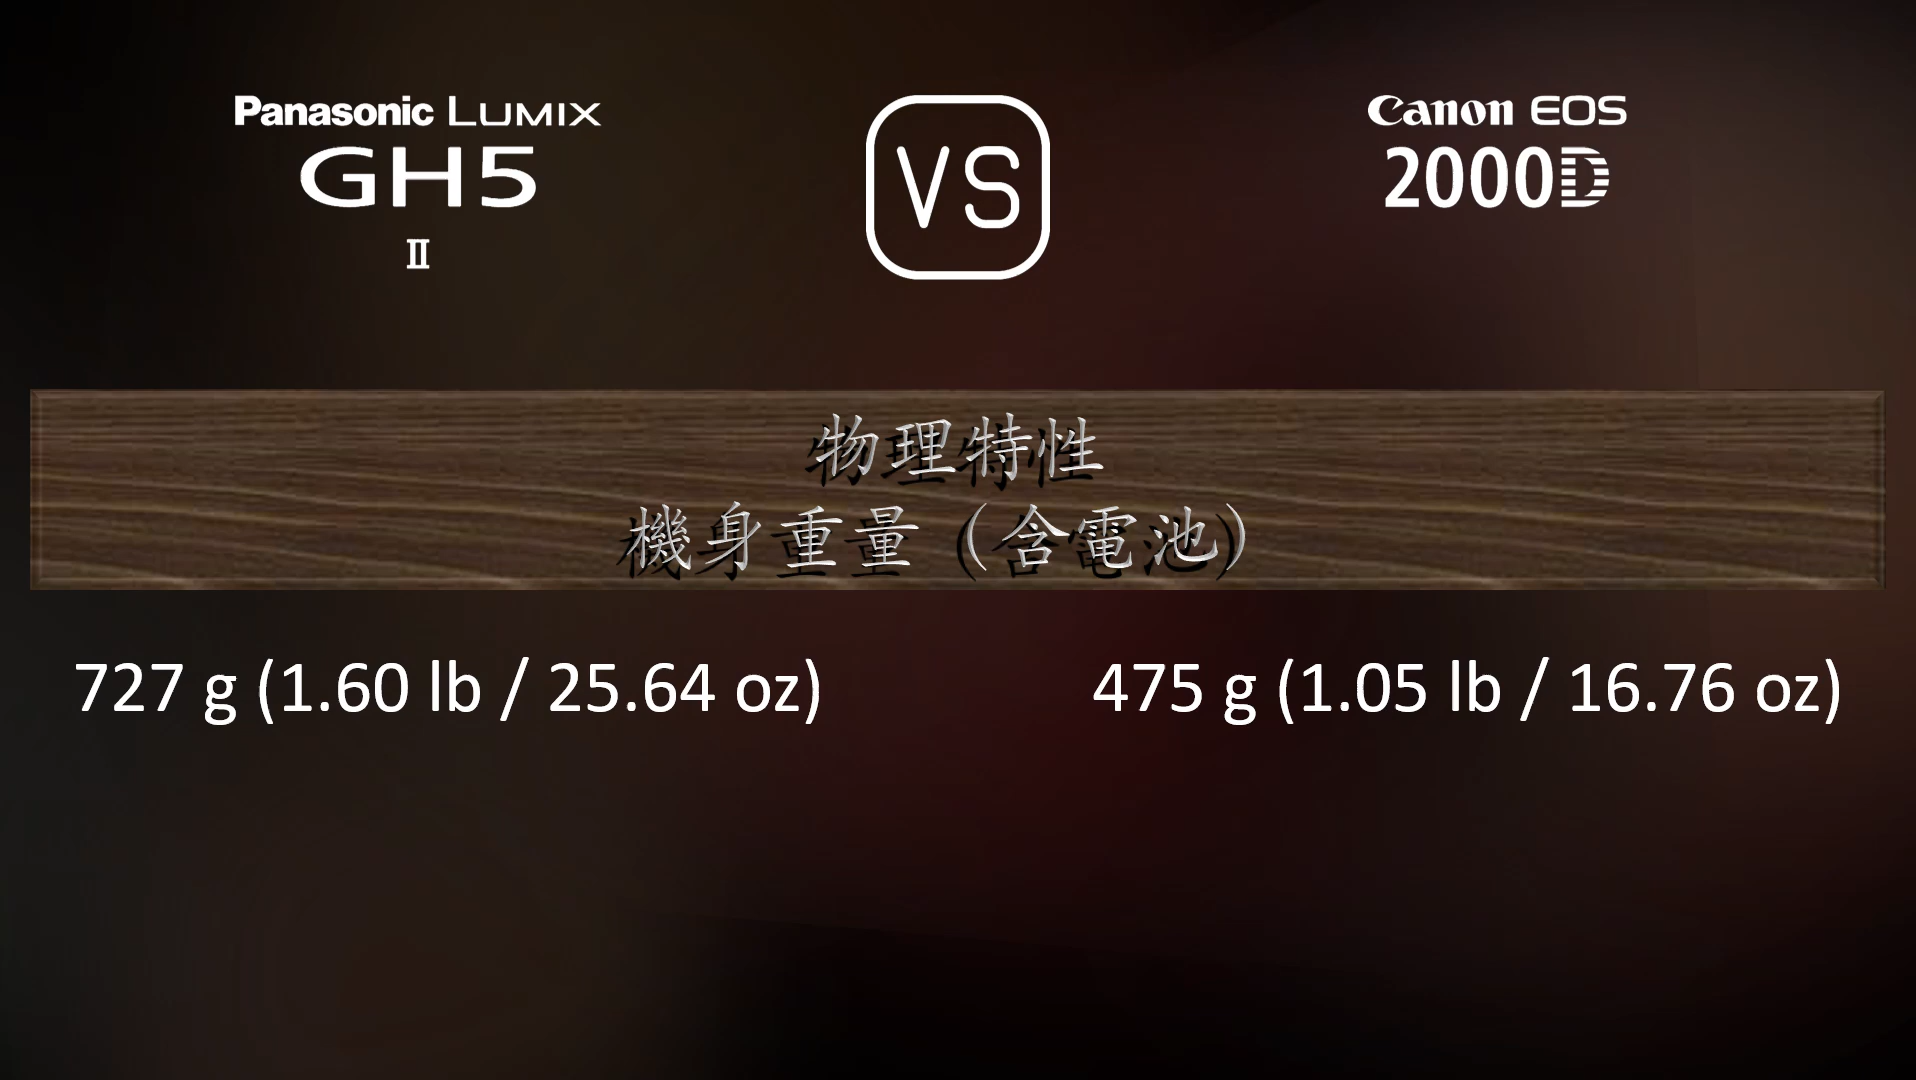 Panasonic LUMIX
GH5
II
VS
Canon EOS
2000D
物理特性
機身重量（含電池）
727 g (1.60 lb / 25.64 oz)
475 g (1.05 lb / 16.76 oz)